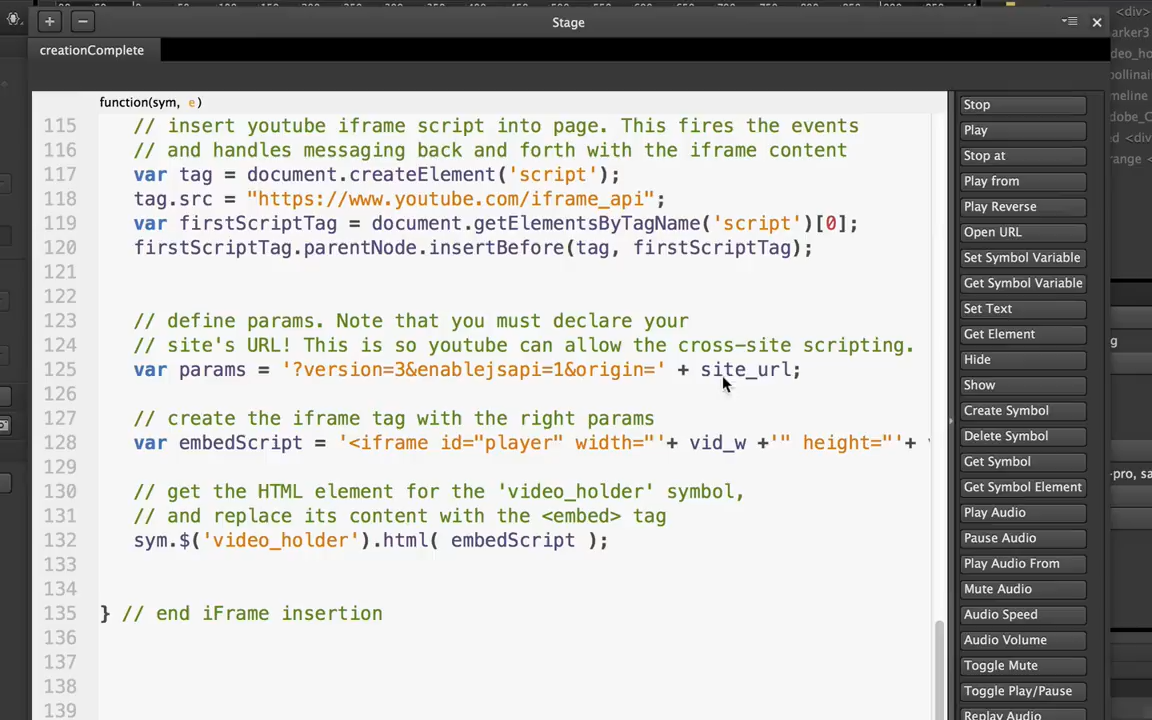 Stage
creationComplete
function(sym, e)
115 // insert youtube iframe script into page. This fires the events
116 // and handles messaging back and forth with the iframe content
117 var tag = document.createElement('script');
118 tag.src = "https://www.youtube.com/iframe_api";
119 var firstScriptTag = document.getElementsByTagName('script')[0];
120 firstScriptTag.parentNode.insertBefore(tag, firstScriptTag);
121
122
123 // define params. Note that you must declare your
124 // site's URL! This is so youtube can allow the cross-site scripting.
125 var params = '?version=3&enablejsapi=1&origin=' + site_url;
126
127 // create the iframe tag with the right params
128 var embedScript = '<iframe id="player" width="'+ vid_w +'" height="'+
129
130 // get the HTML element for the 'video_holder' symbol,
131 // and replace its content with the <embed> tag
132 sym.$('video_holder').html( embedScript );
133
134
135 } // end iFrame insertion
136
137
138
139
Stop
Play
Stop at
Play from
Play Reverse
Open URL
Set Symbol Variable
Get Symbol Variable
Set Text
Get Element
Hide
Show
Create Symbol
Delete Symbol
Get Symbol
Get Symbol Element
Play Audio
Pause Audio
Play Audio From
Mute Audio
Audio Speed
Audio Volume
Toggle Mute
Toggle Play/Pause
Replay Audio
<div>
arker3
deo_ho
ollinai
meline
dobe_C
d <div>
ange <
g
-pro, sa